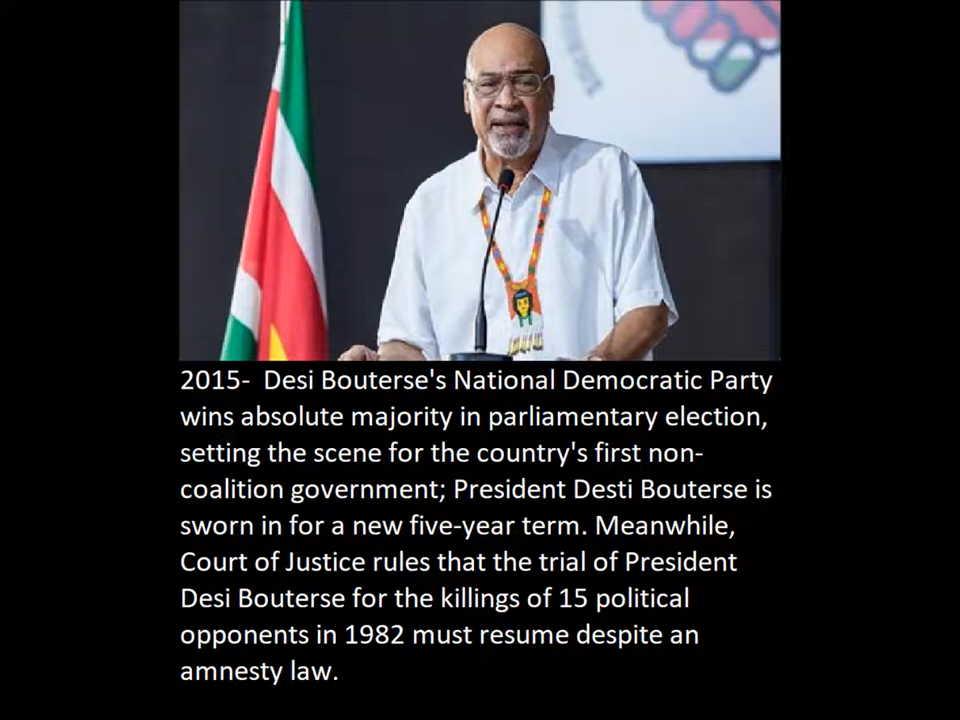 2015-  Desi Bouterse's National Democratic Party
wins absolute majority in parliamentary election,
setting the scene for the country's first non-
coalition government; President Desti Bouterse is
sworn in for a new five-year term. Meanwhile,
Court of Justice rules that the trial of President
Desi Bouterse for the killings of 15 political
opponents in 1982 must resume despite an
amnesty law.